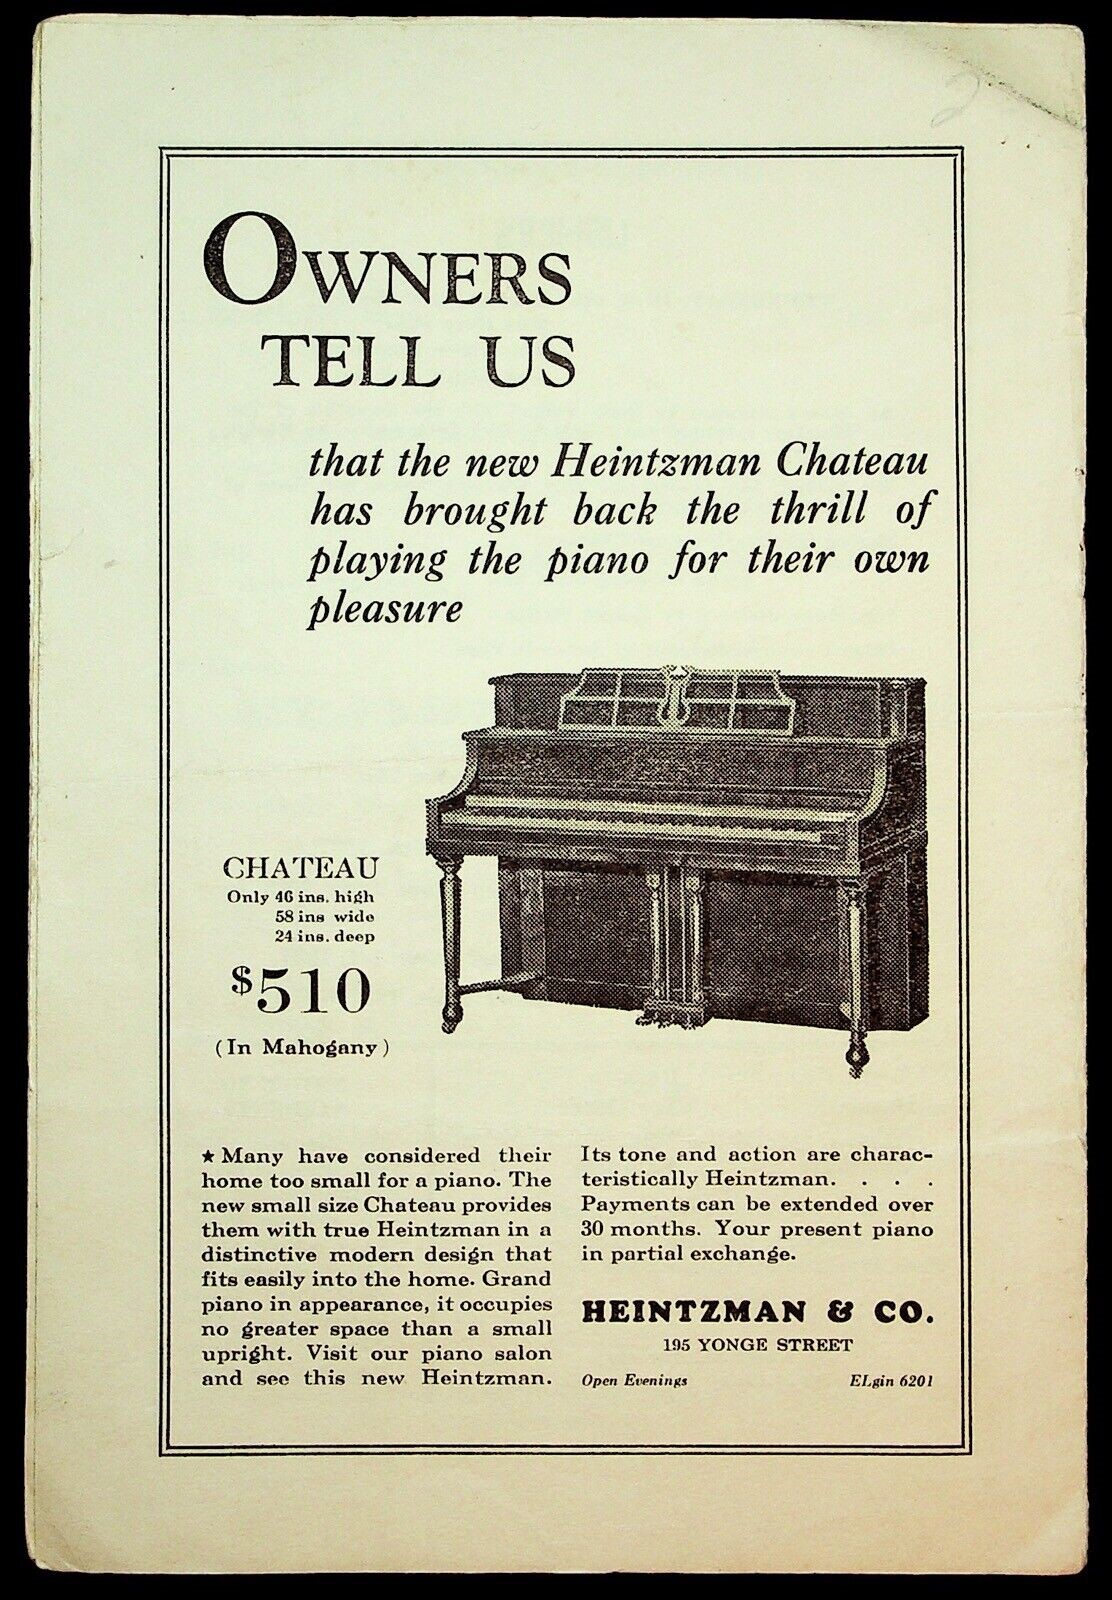 2
OWNERS
TELL US
that the new Heintzman Chateau
has brought back the thrill of
playing the piano for their own
pleasure
CHATEAU
Only 46 ins. high
58 ins wide
24 ins. deep
$510
(In Mahogany)
★ Many have considered their
home too small for a piano. The
new small size Chateau provides
them with true Heintzman in a
distinctive modern design that
fits easily into the home. Grand
piano in appearance, it occupies
no greater space than a small
upright. Visit our piano salon
and see this new Heintzman.
Its tone and action are charac-
teristically Heintzman. . . .
Payments can be extended over
30 months. Your present piano
in partial exchange.
HEINTZMAN & CO.
195 YONGE STREET
Open Evenings ELgin 6201